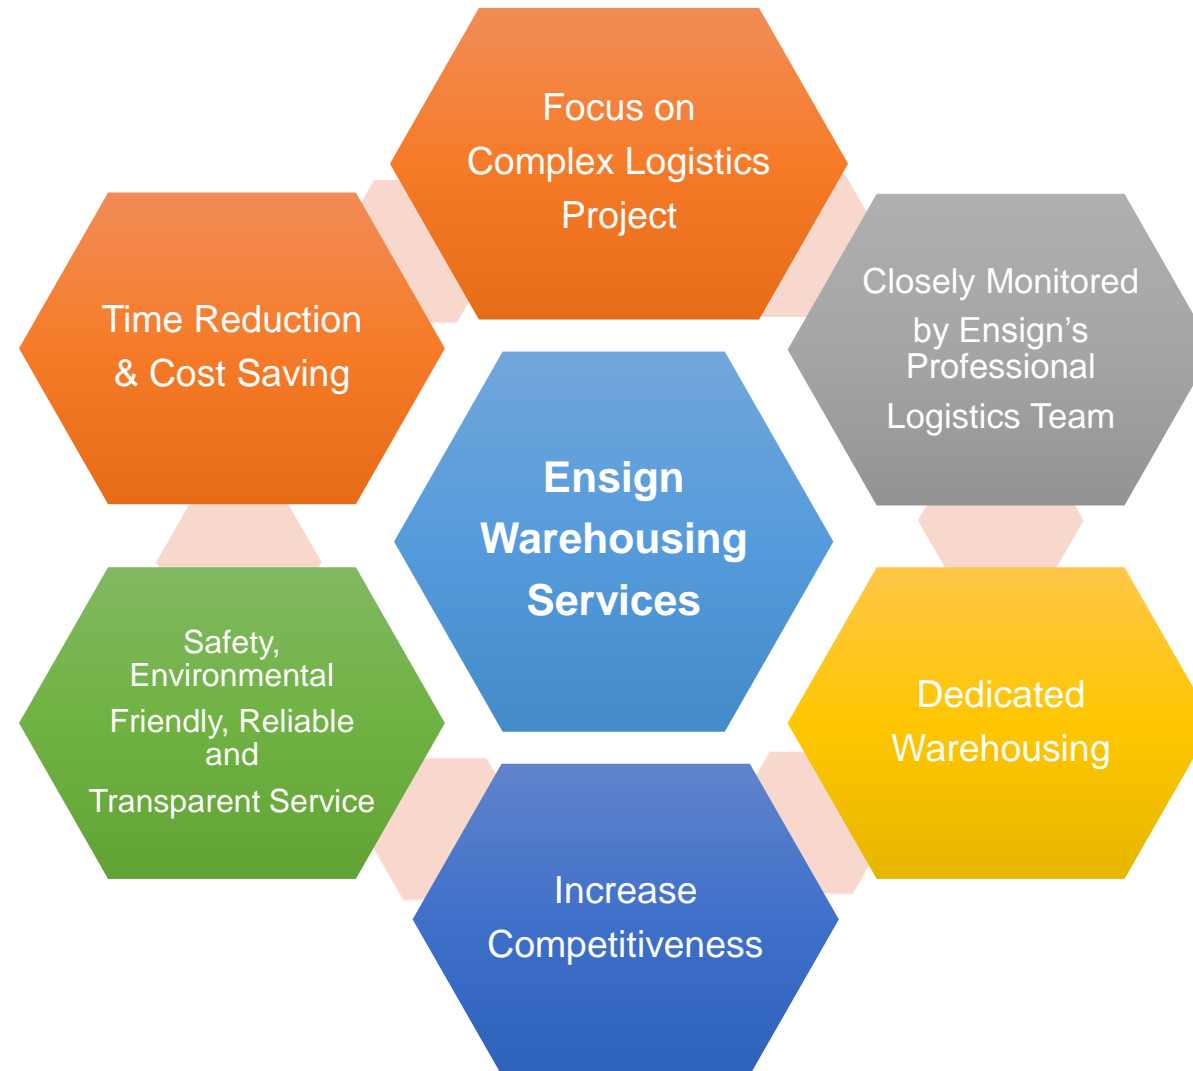 Focus on
Complex Logistics
Project
Time Reduction
& Cost Saving
Closely Monitored
by Ensign’s
Professional
Logistics Team
Ensign
Warehousing
Services
Safety,
Environmental
Friendly, Reliable
and
Transparent Service
Dedicated
Warehousing
Increase
Competitiveness